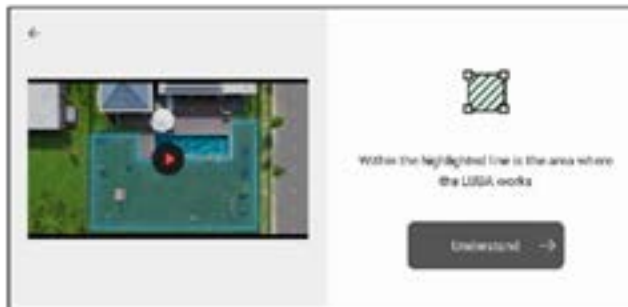 Within the highlighted line is the area where
the LUBA works
Understand